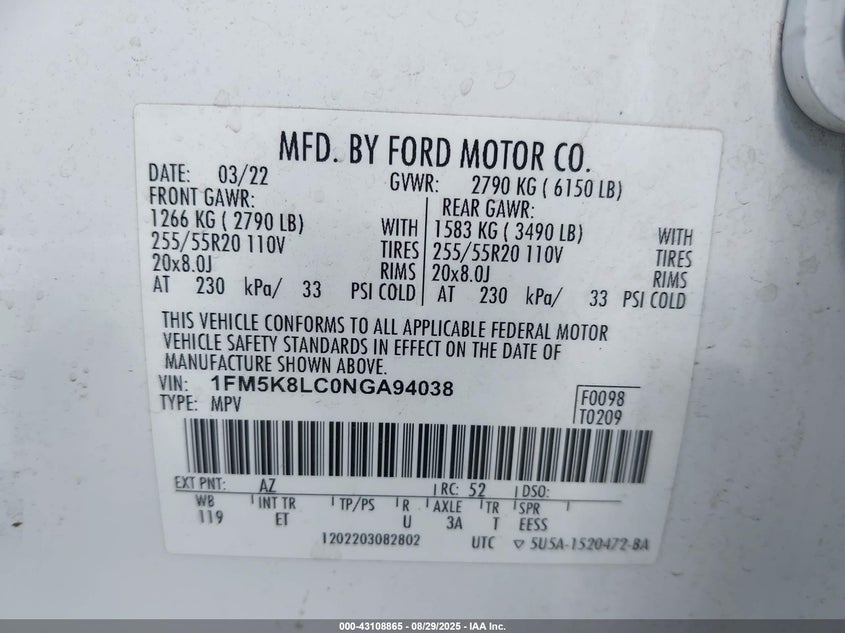 MFD. BY FORD MOTOR CO.
DATE: 03/22 GVWR: 2790 KG ( 6150 LB)
FRONT GAWR: REAR GAWR:
1266 KG ( 2790 LB) WITH 1583 KG ( 3490 LB) WITH
255/55R20 110V TIRES 255/55R20 110V TIRES
20x8.0J RIMS 20x8.0J RIMS
AT 230 kPa/ 33 PSI COLD AT 230 kPa/ 33 PSI COLD
THIS VEHICLE CONFORMS TO ALL APPLICABLE FEDERAL MOTOR
VEHICLE SAFETY STANDARDS IN EFFECT ON THE DATE OF
MANUFACTURE SHOWN ABOVE.
VIN: 1FM5K8LC0NGA94038 F0098
TYPE: MPV T0209
EXT PNT: AZ RC: 52 DSO:
WB INT TR TP/PS R AXLE TR SPR
119 ET U 3A T EESS
1202203082802 UTC ▽ 5U5A-1520472-BA
000-43108865 - 08/29/2025 - IAA Inc.